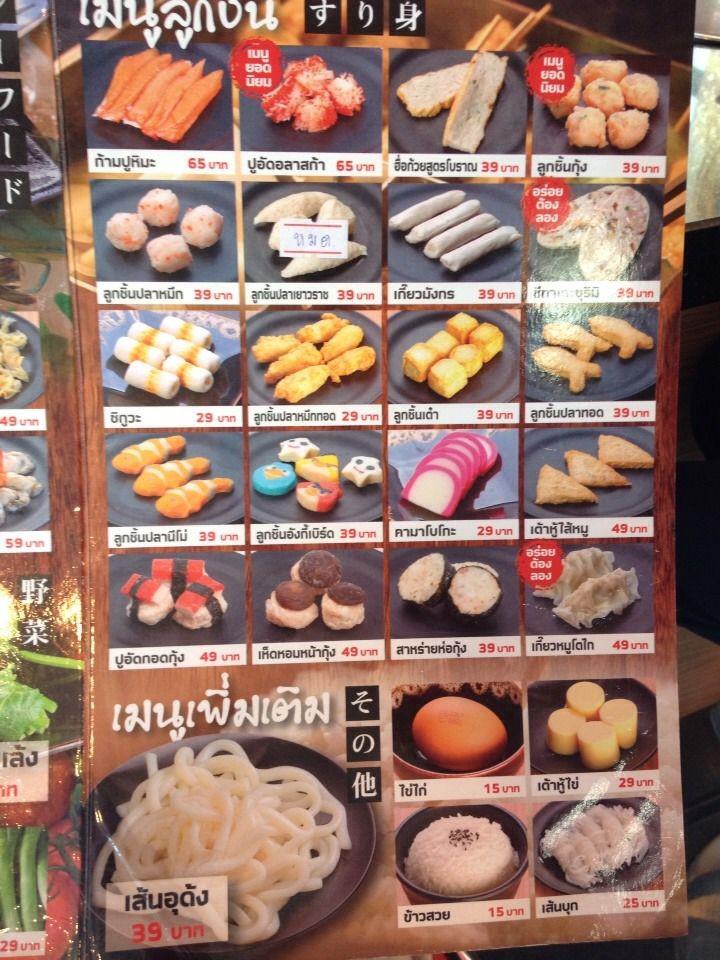 เมนูลูกชิ้น すり身
เมนู
ยอด
นิยม
เมนู
ยอด
นิยม
ก้ามปูหิมะ 65 บาท
ปูอัดอลาสก้า 65 บาท
ฮื่อก้วยสูตรโบราณ 39 บาท
ลูกชิ้นกุ้ง 39 บาท
หมด
อร่อย
ต้อง
ลอง
ลูกชิ้นปลาหมึก 39 บาท
ลูกชิ้นปลาเยาวราช 39 บาท
เกี๊ยวมังกร 39 บาท
39 บาท
ชิกูวะ 29 บาท
ลูกชิ้นปลาหมึกทอด 29 บาท
ลูกชิ้นเต๋า 39 บาท
ลูกชิ้นปลาทอด 39 บาท
ลูกชิ้นปลานีโม่ 39 บาท
ลูกชิ้นอังกี้เบิร์ด 39 บาท
คามาโบโกะ 29 บาท
เต้าหู้ไส้หมู 49 บาท
อร่อย
ต้อง
ลอง
ปูอัดกอดกุ้ง 49 บาท
เห็ดหอมหน้ากุ้ง 49 บาท
สาหร่ายห่อกุ้ง 39 บาท
เกี๊ยวหมูโตไก 49 บาท
เมนูเพิ่มเติม その他
ไข่ไก่ 15 บาท
เต้าหู้ไข่ 29 บาท
เส้นอุด้ง
39 บาท
ข้าวสวย 15 บาท
เส้นบุก 25 บาท
フード
49 บาท
59 บาท
野菜
29 บาท